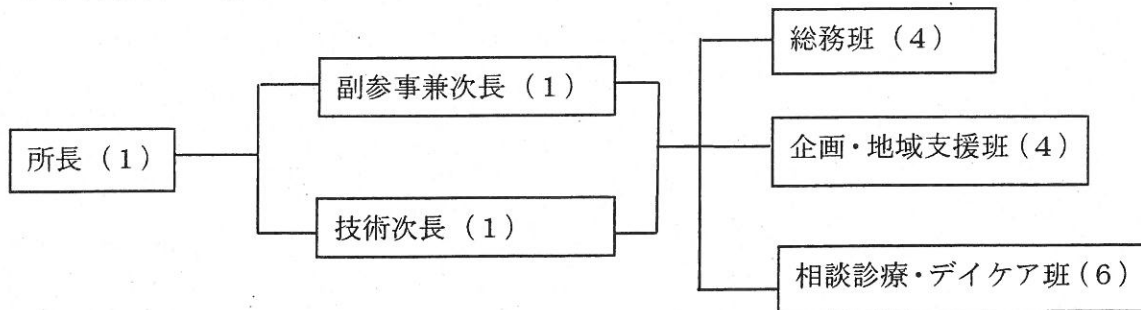 所長（１）
副参事兼次長（１）
技術次長（１）
総務班（４）
企画・地域支援班（４）
相談診療・デイケア班（６）